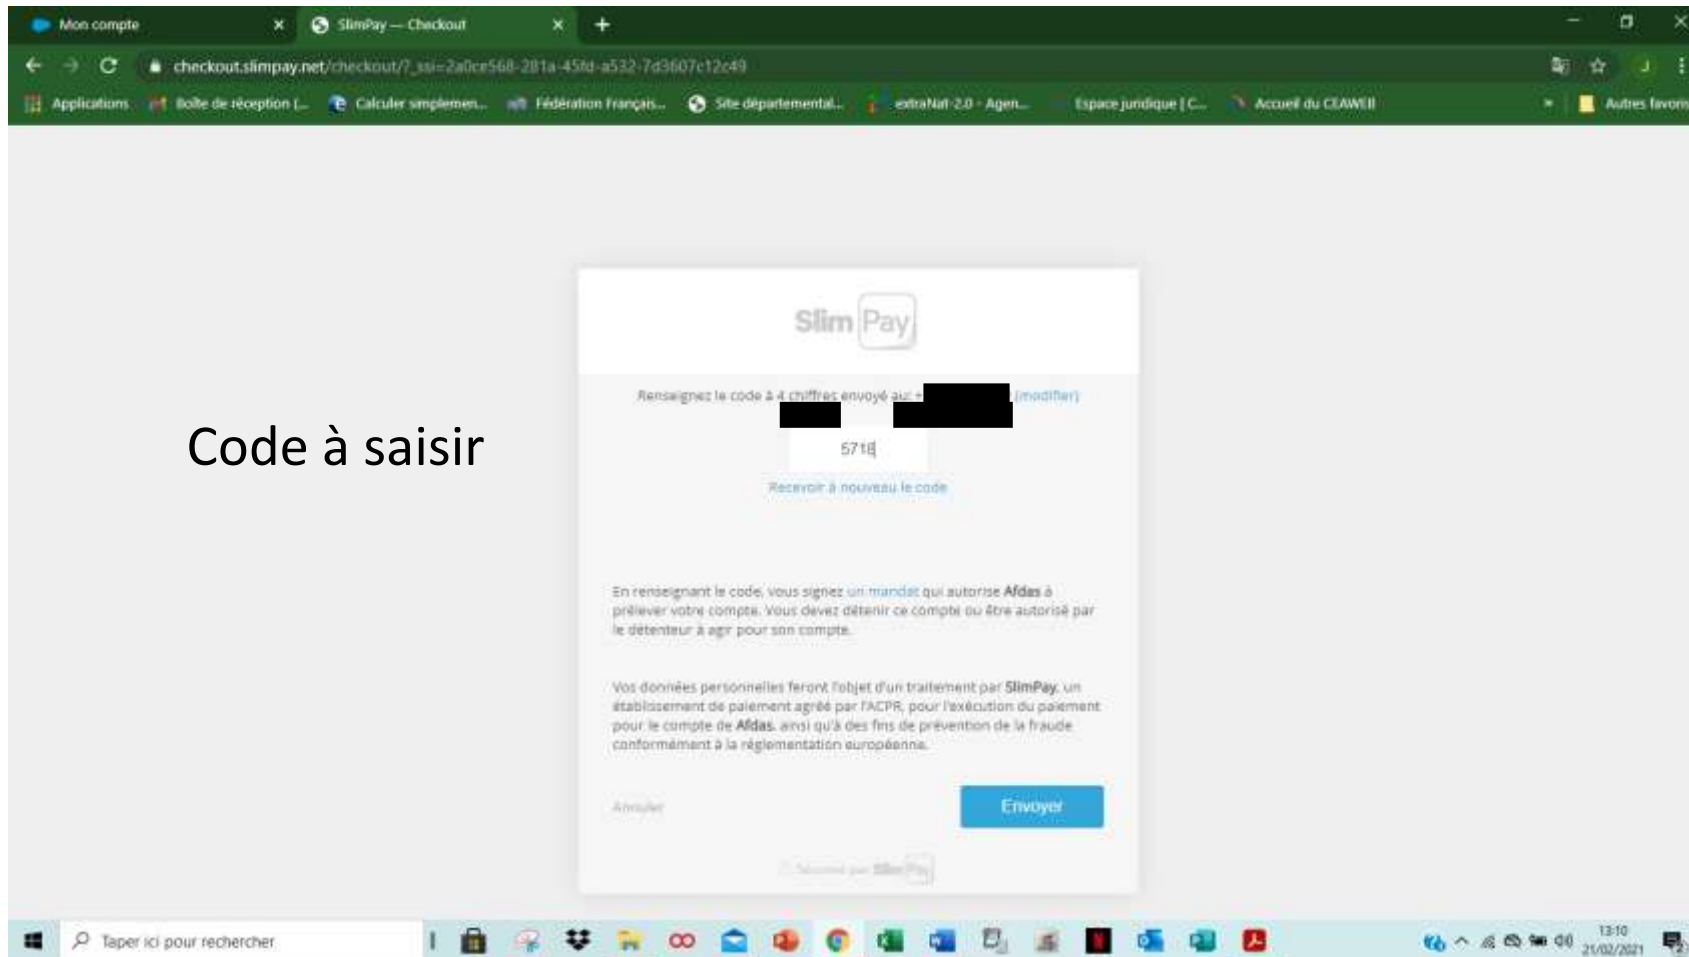 Mon compte
SlimPay — Checkout
checkout.slimpay.net/checkout/?_ssi=2a0ce568-281a-45fd-a532-7d3607c12c49
Applications Boîte de réception (... Calculer simplemen... Fédération Français... Site départemental... extraNat-2.0 - Agen... Espace juridique | C... Accueil du CEAWEB » Autres favoris
Slim Pay
Renseignez le code à 4 chiffres envoyé au: + (modifier)
Code à saisir
5718
Recevoir à nouveau le code
En renseignant le code, vous signez un mandat qui autorise Afdas à
prélever votre compte. Vous devez détenir ce compte ou être autorisé par
le détenteur à agir pour son compte.
Vos données personnelles feront l'objet d'un traitement par SlimPay, un
établissement de paiement agréé par l'ACPR, pour l'exécution du paiement
pour le compte de Afdas, ainsi qu'à des fins de prévention de la fraude
conformément à la réglementation européenne.
Annuler
Envoyer
Sécurisé par Slim Pay
Taper ici pour rechercher
13:10
21/02/2021